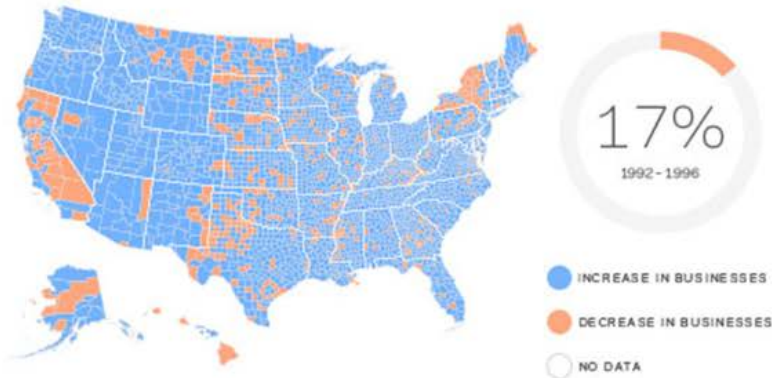 17%
1992-1996
INCREASE IN BUSINESSES
DECREASE IN BUSINESSES
NO DATA